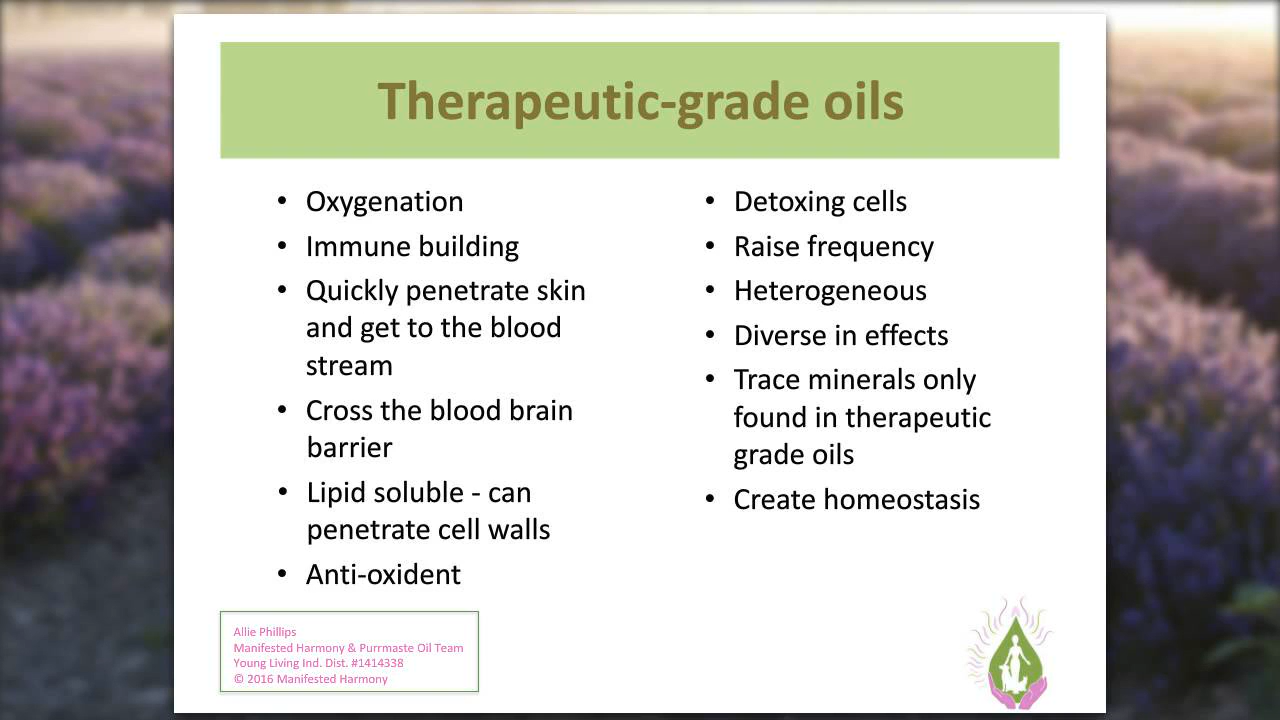 Therapeutic-grade oils
• Oxygenation
• Immune building
• Quickly penetrate skin
and get to the blood
stream
• Cross the blood brain
barrier
• Lipid soluble - can
penetrate cell walls
• Anti-oxident
• Detoxing cells
• Raise frequency
• Heterogeneous
• Diverse in effects
• Trace minerals only
found in therapeutic
grade oils
• Create homeostasis
Allie Phillips
Manifested Harmony & Purrmaste Oil Team
Young Living Ind. Dist. #1414338
© 2016 Manifested Harmony